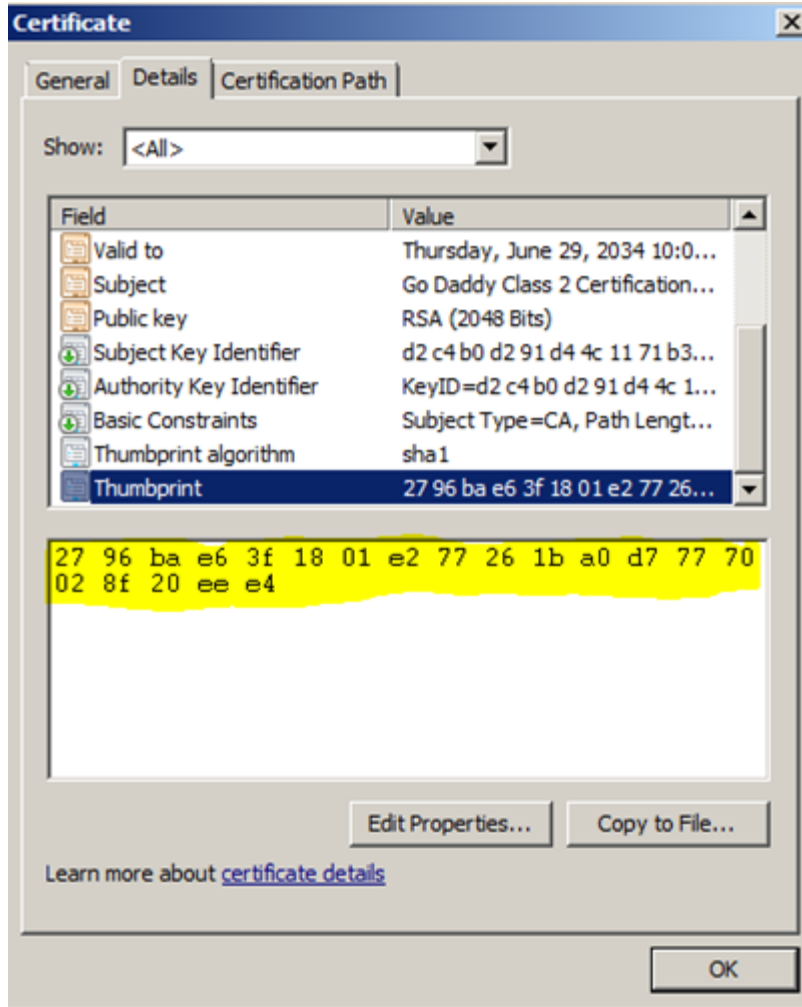 Certificate
General Details Certification Path
Show: <All>
Field Value
Valid to Thursday, June 29, 2034 10:0...
Subject Go Daddy Class 2 Certification...
Public key RSA (2048 Bits)
Subject Key Identifier d2 c4 b0 d2 91 d4 4c 11 71 b3...
Authority Key Identifier KeyID=d2 c4 b0 d2 91 d4 4c 1...
Basic Constraints Subject Type=CA, Path Lengt...
Thumbprint algorithm sha1
Thumbprint 27 96 ba e6 3f 18 01 e2 77 26...
27 96 ba e6 3f 18 01 e2 77 26 1b a0 d7 77 70
02 8f 20 ee e4
Edit Properties... Copy to File...
Learn more about certificate details
OK